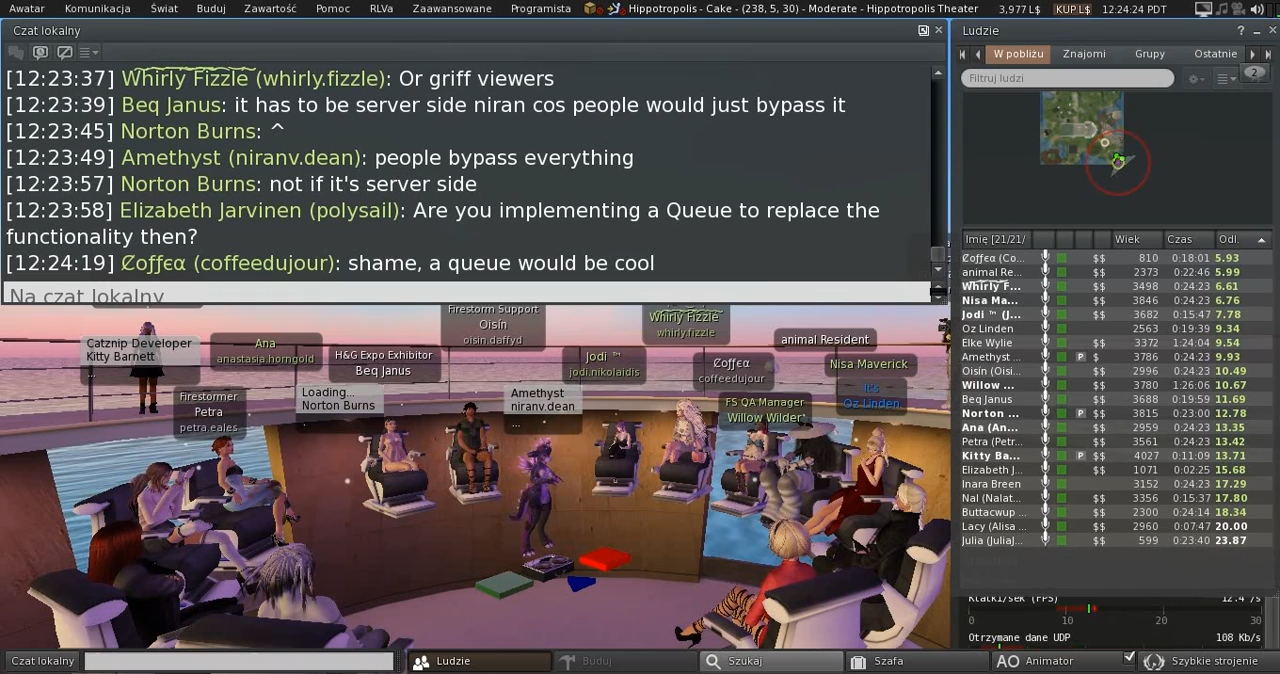 Awatar Komunikacja Świat Buduj Zawartość Pomoc RLVa Zaawansowane Programista Hippotropolis - Cake - (238, 5, 30) - Moderate - Hippotropolis Theater 3,977 L$ KUP L$ 12:24:24 PDT
Czat lokalny
[12:23:37] Whirly Fizzle (whirly.fizzle): Or griff viewers
[12:23:39] Beq Janus: it has to be server side niran cos people would just bypass it
[12:23:45] Norton Burns: ^
[12:23:49] Amethyst (niranv.dean): people bypass everything
[12:23:57] Norton Burns: not if it's server side
[12:23:58] Elizabeth Jarvinen (polysail): Are you implementing a Queue to replace the
functionality then?
[12:24:19] Ȼoƒƒєα (coffeedujour): shame, a queue would be cool
Na czat lokalny
Catznip Developer
Kitty Barnett
...
Ana
anastasia.horngold
Firestormer
Petra
petra.eales
H&G Expo Exhibitor
Beq Janus
Loading...
Norton Burns
Firestorm Support
Oisín
oisin.daffyd
Amethyst
niranv.dean
...
Jodi ™
jodi.nikolaidis
Whirly Fizzle
whirly.fizzle
Ȼoƒƒєα
coffeedujour
animal Resident
Nisa Maverick
It's
Oz Linden
FS QA Manager
Willow Wilder
Ludzie
? _ ×
W pobliżu Znajomi Grupy Ostatnie
Filtruj ludzi
2
Imię [21/21/ Wiek Czas Odl.
Ȼoƒƒєα (Co... $$ 810 0:18:01 5.93
animal Re... $$ 2373 0:22:46 5.99
Whirly F... $$ 3498 0:24:23 6.61
Nisa Ma... $$ 3846 0:24:23 6.76
Jodi ™ (J... $$ 3682 0:15:47 7.78
Oz Linden 2563 0:19:39 9.34
Elke Wylie $$ 3372 1:24:04 9.54
Amethyst ... P $ 3786 0:24:23 9.93
Oisín (Oisi... $$ 2996 0:24:23 10.49
Willow ... $$ 3780 1:26:06 10.67
Beq Janus $$ 3688 0:19:59 11.69
Norton ... P $$ 3815 0:23:00 12.78
Ana (An... $$ 2959 0:24:23 13.35
Petra (Petr... $$ 3561 0:24:23 13.42
Kitty Ba... P $$ 4027 0:11:09 13.71
Elizabeth J... $$ 1071 0:02:25 15.68
Inara Breen 3152 0:24:23 17.29
Nal (Nalat... $$ 3356 0:15:37 17.80
Buttacwup ... $$ 2300 0:24:14 18.34
Lacy (Alisa ... $$ 2960 0:07:47 20.00
Julia (JuliaJ... $$ 599 0:23:40 23.87
Klatki/sek (FPS) 12.4 /s
0 10 20 30
Otrzymane dane UDP 108 Kb/s
Czat lokalny Ludzie Buduj Szukaj Szafa AO Animator Szybkie strojenie